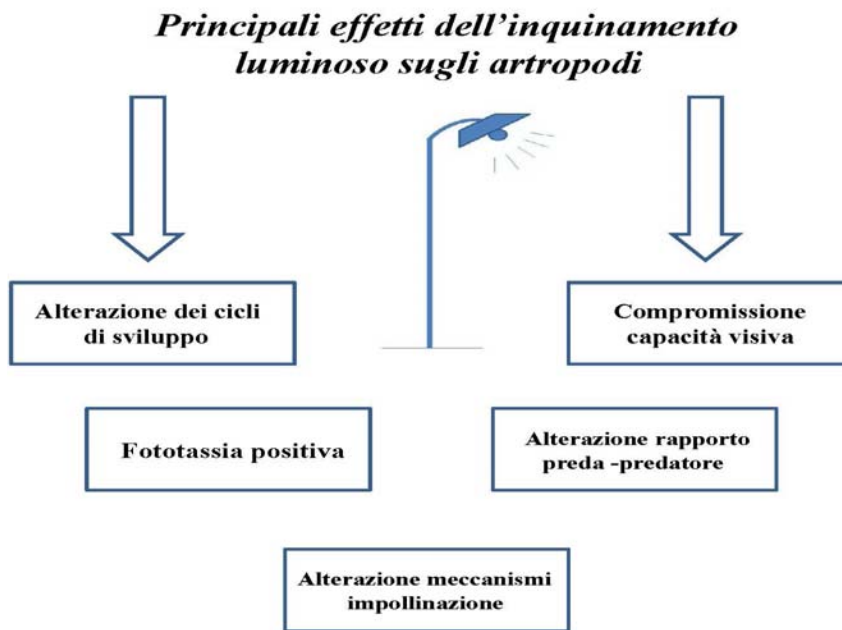 Principali effetti dell'inquinamento
luminoso sugli artropodi
Alterazione dei cicli
di sviluppo
Compromissione
capacità visiva
Fototassia positiva
Alterazione rapporto
preda -predatore
Alterazione meccanismi
impollinazione